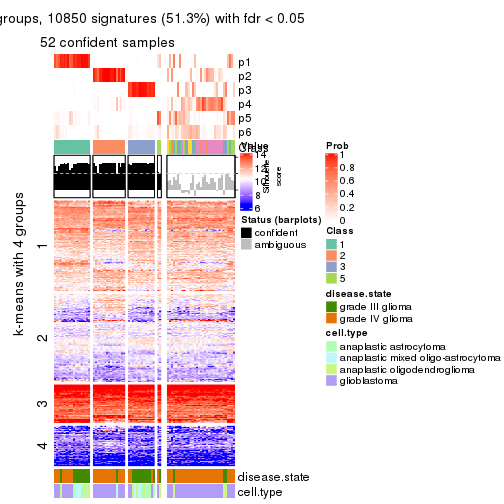 groups, 10850 signatures (51.3%) with fdr < 0.05
52 confident samples
p1
p2
p3
p4
p5
p6
Class
Value
14
12
10
8
6
Silhouette
score
Status (barplots)
confident
ambiguous
Prob
1
0.8
0.6
0.4
0.2
0
Class
1
2
3
5
disease.state
grade III glioma
grade IV glioma
cell.type
anaplastic astrocytoma
anaplastic mixed oligo-astrocytoma
anaplastic oligodendroglioma
glioblastoma
k-means with 4 groups
1
2
3
4
disease.state
cell.type